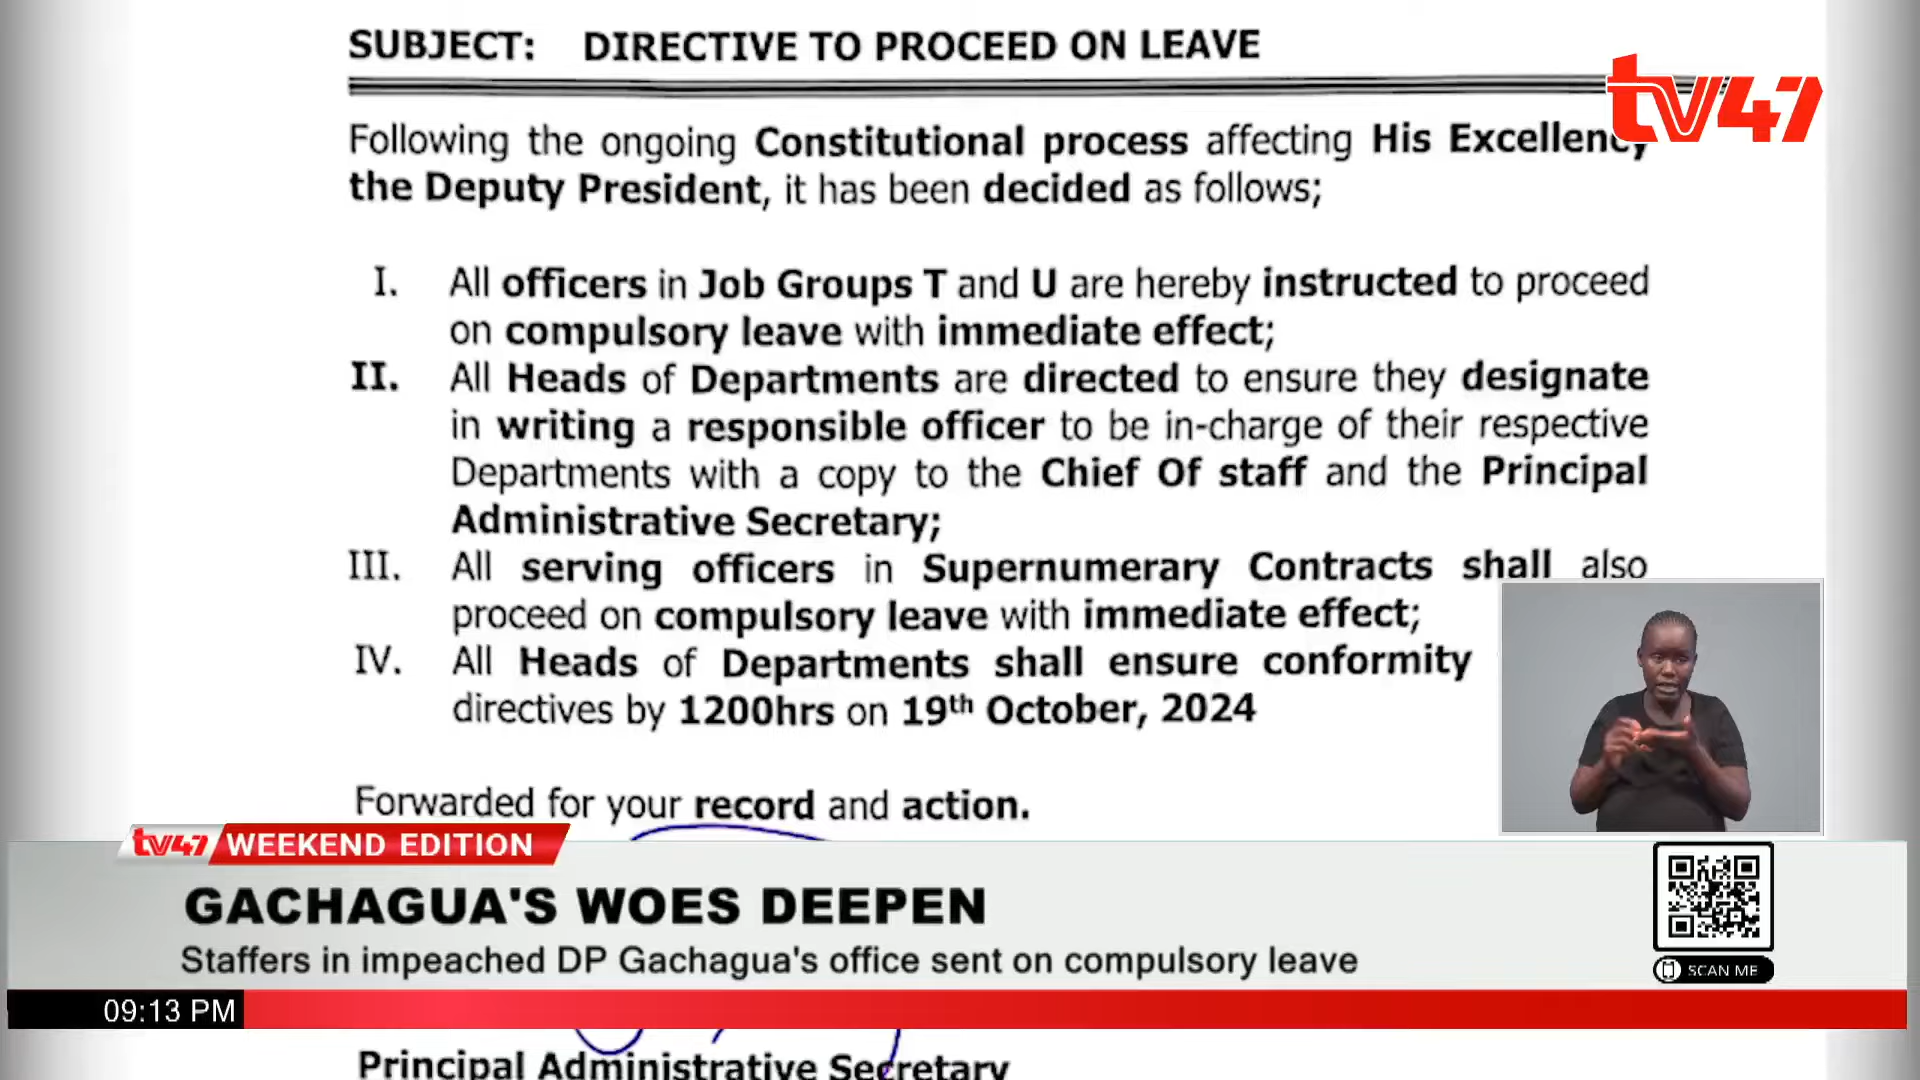 SUBJECT: DIRECTIVE TO PROCEED ON LEAVE
tv47
Following the ongoing Constitutional process affecting His Excellency
the Deputy President, it has been decided as follows;
I. All officers in Job Groups T and U are hereby instructed to proceed
on compulsory leave with immediate effect;
II. All Heads of Departments are directed to ensure they designate
in writing a responsible officer to be in-charge of their respective
Departments with a copy to the Chief Of staff and the Principal
Administrative Secretary;
III. All serving officers in Supernumerary Contracts shall also
proceed on compulsory leave with immediate effect;
IV. All Heads of Departments shall ensure conformity
directives by 1200hrs on 19th October, 2024
Forwarded for your record and action.
tv47 WEEKEND EDITION
GACHAGUA'S WOES DEEPEN
Staffers in impeached DP Gachagua's office sent on compulsory leave
SCAN ME
09:13 PM
Principal Administrative Secretary